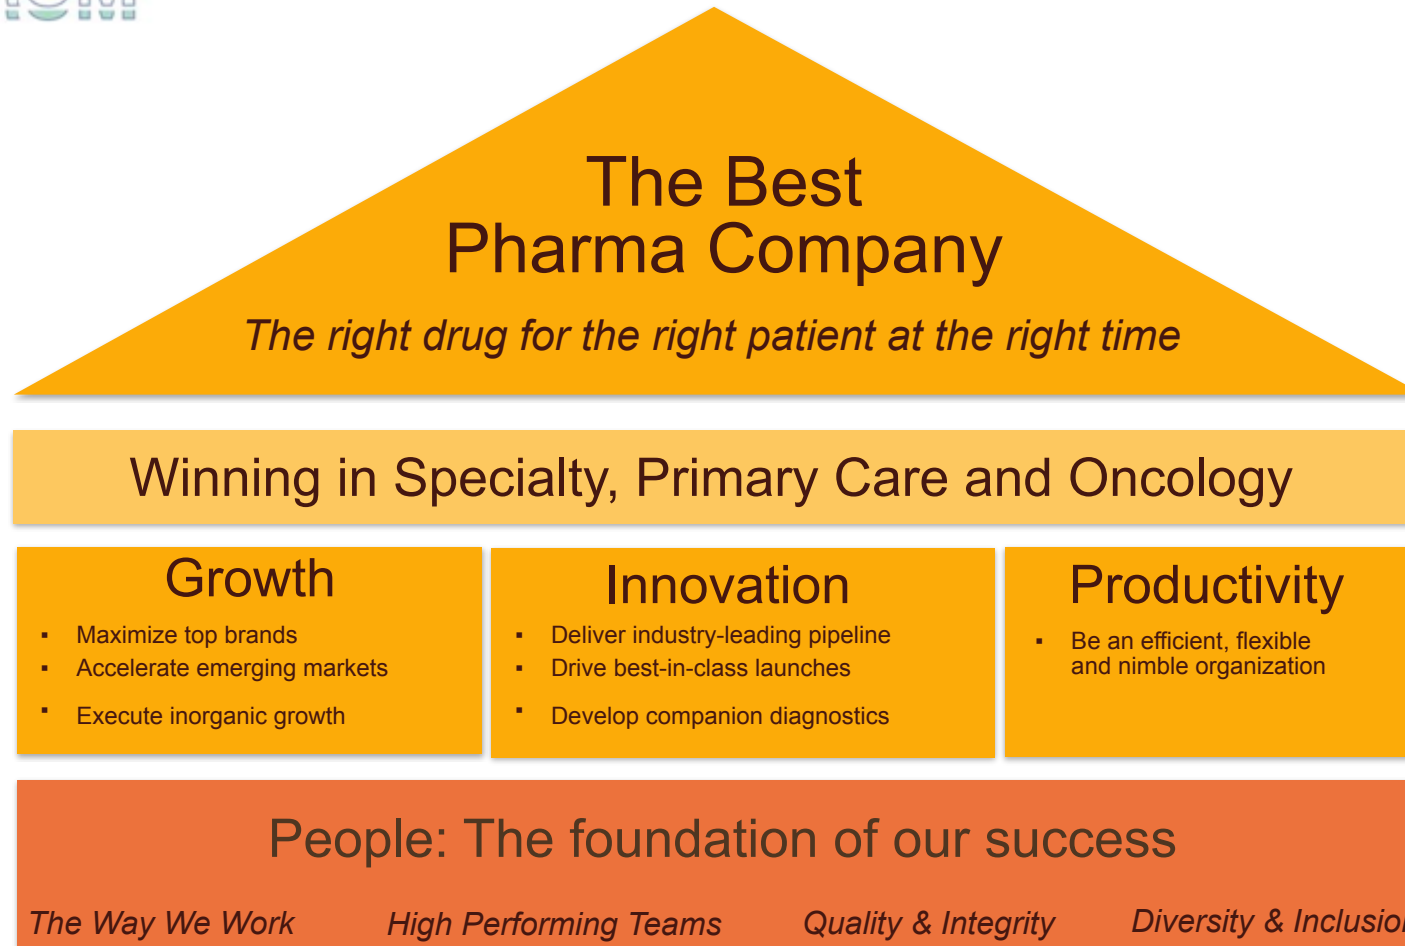 The Best
Pharma Company
The right drug for the right patient at the right time
Winning in Specialty, Primary Care and Oncology
Growth
▪ Maximize top brands
▪ Accelerate emerging markets
▪ Execute inorganic growth
Innovation
▪ Deliver industry-leading pipeline
▪ Drive best-in-class launches
▪ Develop companion diagnostics
Productivity
▪ Be an efficient, flexible
and nimble organization
People: The foundation of our success
The Way We Work High Performing Teams Quality & Integrity Diversity & Inclusion